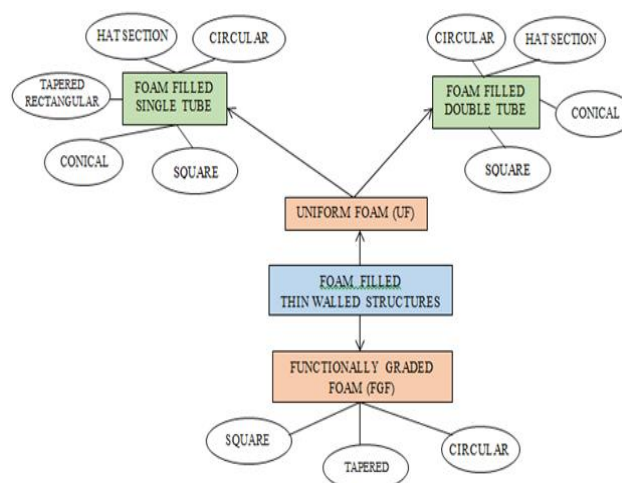 HAT SECTION
CIRCULAR
CIRCULAR
HAT SECTION
TAPERED
RECTANGULAR
FOAM FILLED
SINGLE TUBE
FOAM FILLED
DOUBLE TUBE
CONICAL
CONICAL
SQUARE
SQUARE
UNIFORM FOAM (UF)
FOAM FILLED
THIN WALLED STRUCTURES
FUNCTIONALLY GRADED
FOAM (FGF)
SQUARE
TAPERED
CIRCULAR